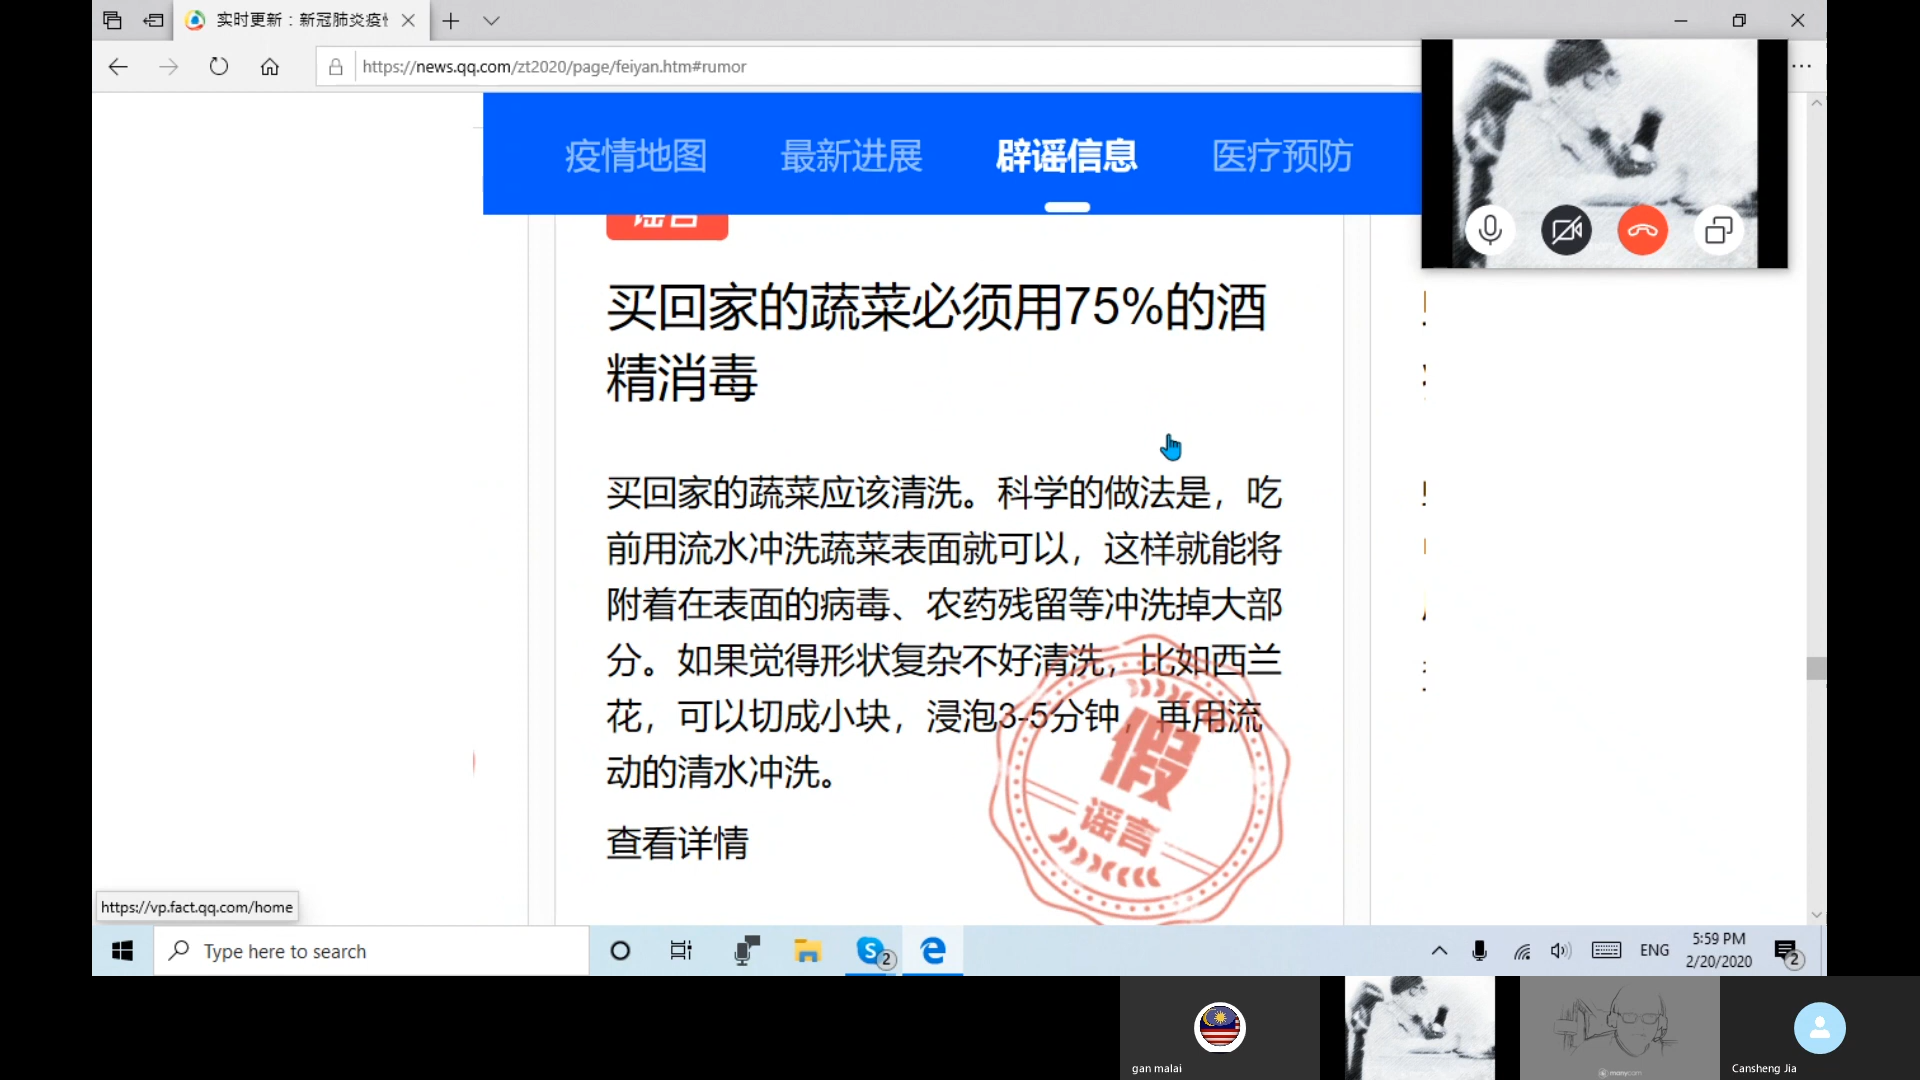 实时更新：新冠肺炎疫
https://news.qq.com/zt2020/page/feiyan.htm#rumor
疫情地图 最新进展 辟谣信息 医疗预防
谣言
买回家的蔬菜必须用75%的酒
精消毒
买回家的蔬菜应该清洗。科学的做法是，吃
前用流水冲洗蔬菜表面就可以，这样就能将
附着在表面的病毒、农药残留等冲洗掉大部
分。如果觉得形状复杂不好清洗，比如西兰
花，可以切成小块，浸泡3-5分钟，再用流
动的清水冲洗。
假
谣言
查看详情
https://vp.fact.qq.com/home
Type here to search
2
ENG
5:59 PM
2/20/2020
2
gan malai
manycam
Cansheng Jia